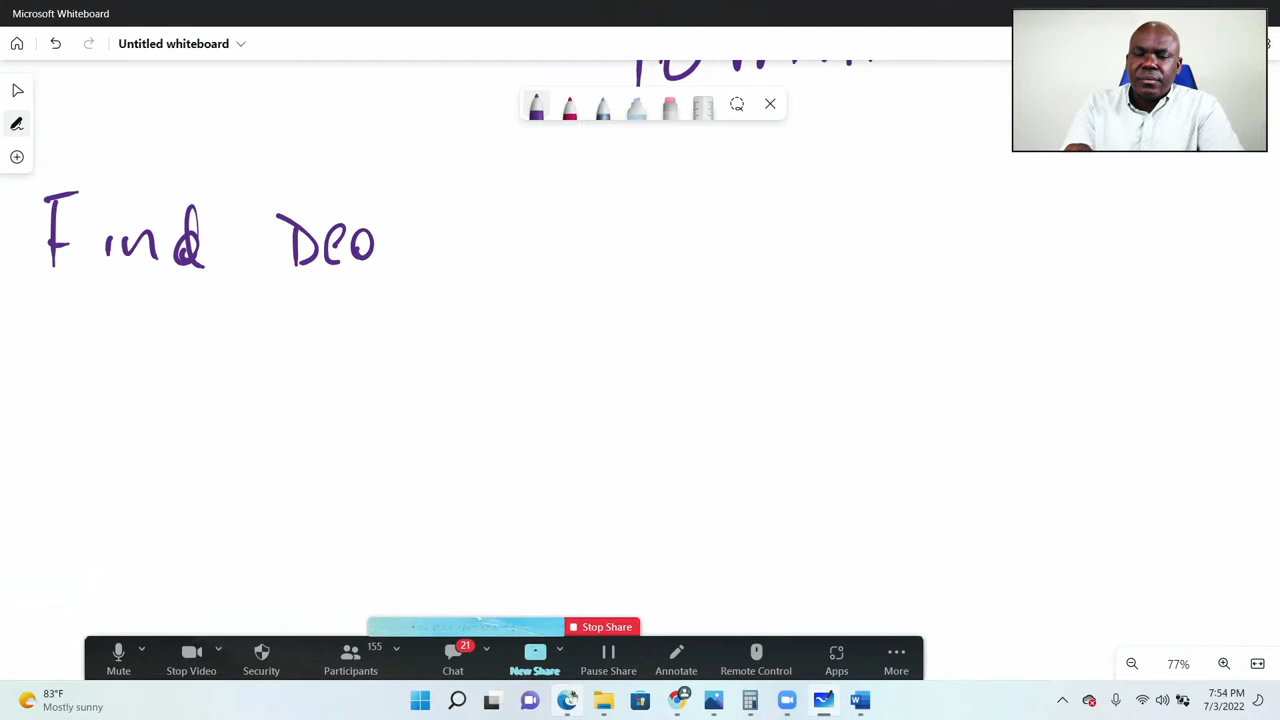 Microsoft Whiteboard
Untitled whiteboard
Find Deo
155
21
Stop Share
Mute
Stop Video
Security
Participants
Chat
New Share
Pause Share
Annotate
Remote Control
Apps
More
77%
83°F
Mostly sunny
7:54 PM
7/3/2022